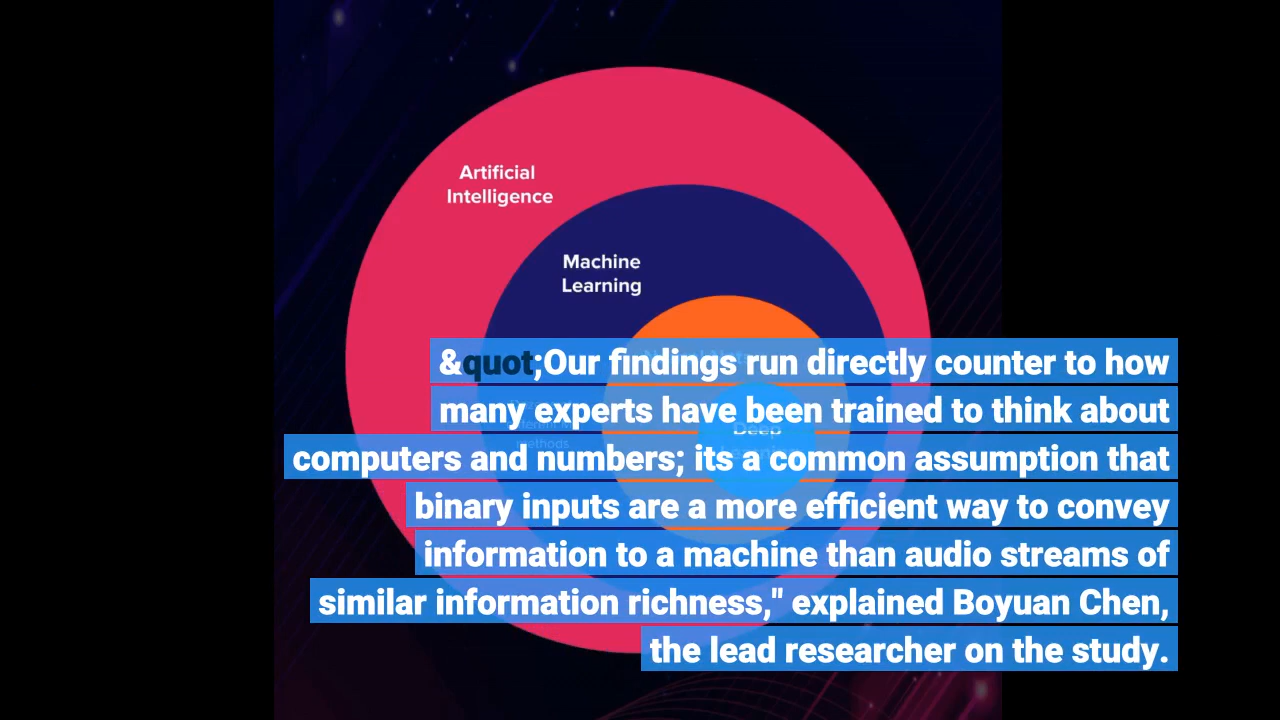 Artificial
Intelligence
Machine
Learning
&quot;Our findings run directly counter to how
many experts have been trained to think about
computers and numbers; its a common assumption that
binary inputs are a more efficient way to convey
information to a machine than audio streams of
similar information richness," explained Boyuan Chen,
the lead researcher on the study.
Deep
methods